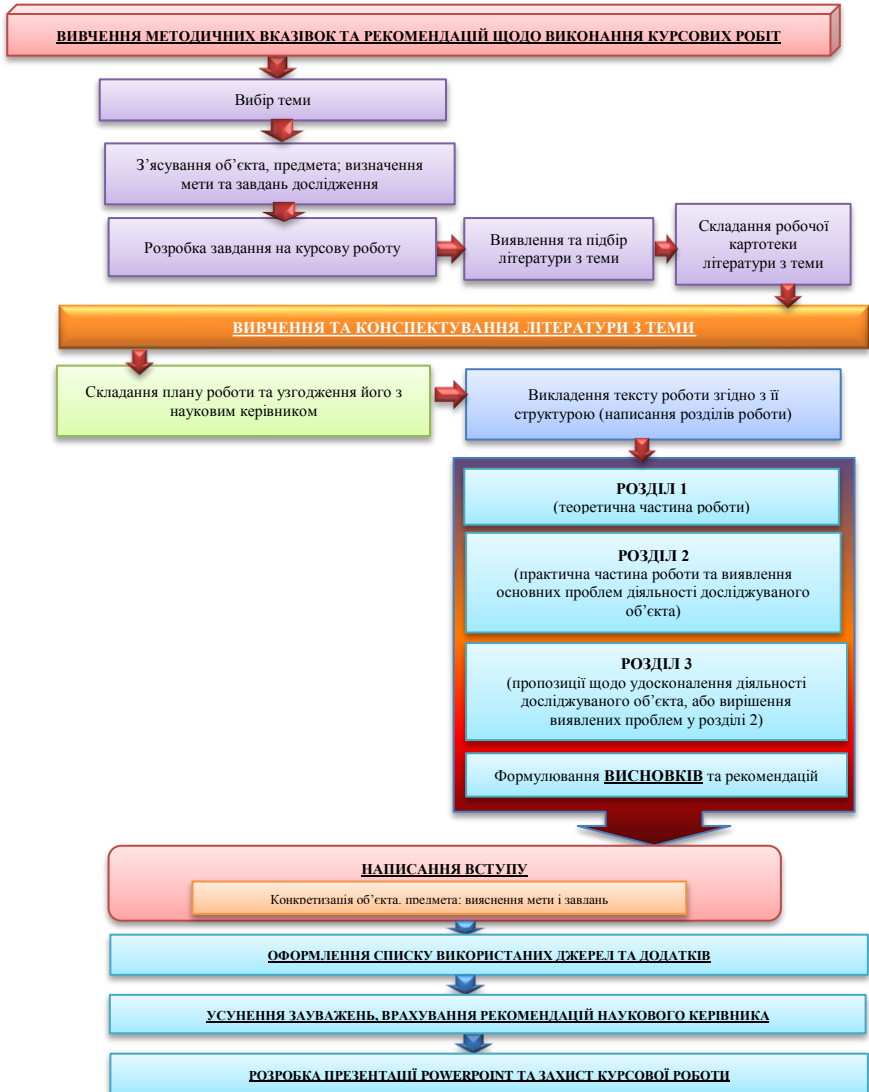 ВИВЧЕННЯ МЕТОДИЧНИХ ВКАЗІВОК ТА РЕКОМЕНДАЦІЙ ЩОДО ВИКОНАННЯ КУРСОВИХ РОБІТ
Вибір теми
З’ясування об’єкта, предмета; визначення
мети та завдань дослідження
Розробка завдання на курсову роботу
Виявлення та підбір
літератури з теми
Складання робочої
картотеки
літератури з теми
ВИВЧЕННЯ ТА КОНСПЕКТУВАННЯ ЛІТЕРАТУРИ З ТЕМИ
Складання плану роботи та узгодження його з
науковим керівником
Викладення тексту роботи згідно з її
структурою (написання розділів роботи)
РОЗДІЛ 1
(теоретична частина роботи)
РОЗДІЛ 2
(практична частина роботи та виявлення
основних проблем діяльності досліджуваного
об’єкта)
РОЗДІЛ 3
(пропозиції щодо удосконалення діяльності
досліджуваного об’єкта, або вирішення
виявлених проблем у розділі 2)
Формулювання ВИСНОВКІВ та рекомендацій
НАПИСАННЯ ВСТУПУ
Конкретизація об’єкта, предмета; вияснення мети і завдань
ОФОРМЛЕННЯ СПИСКУ ВИКОРИСТАНИХ ДЖЕРЕЛ ТА ДОДАТКІВ
УСУНЕННЯ ЗАУВАЖЕНЬ, ВРАХУВАННЯ РЕКОМЕНДАЦІЙ НАУКОВОГО КЕРІВНИКА
РОЗРОБКА ПРЕЗЕНТАЦІЇ POWERPOINT ТА ЗАХИСТ КУРСОВОЇ РОБОТИ